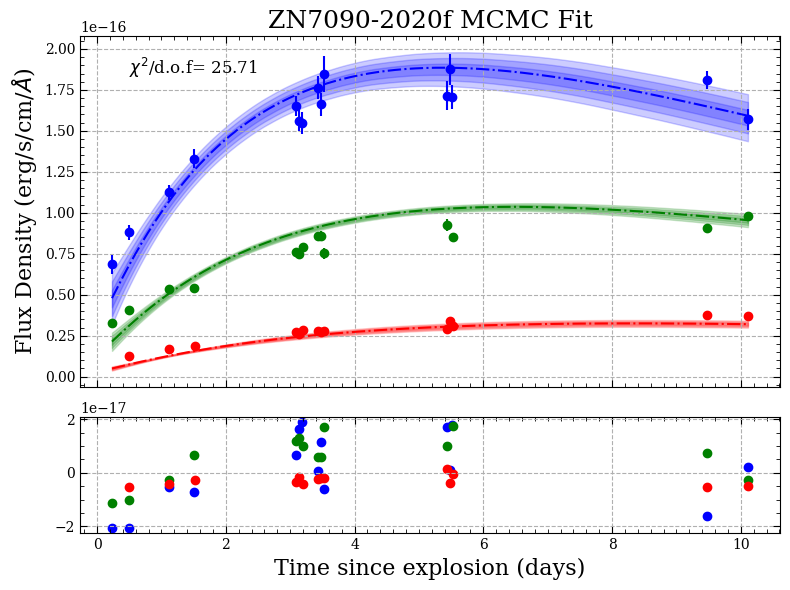 ZN7090-2020f MCMC Fit
1e−16
χ²/d.o.f= 25.71
2.00
1.75
1.50
1.25
1.00
0.75
0.50
0.25
0.00
Flux Density (erg/s/cm/Å)
1e−17
2
0
−2
0 2 4 6 8 10
Time since explosion (days)